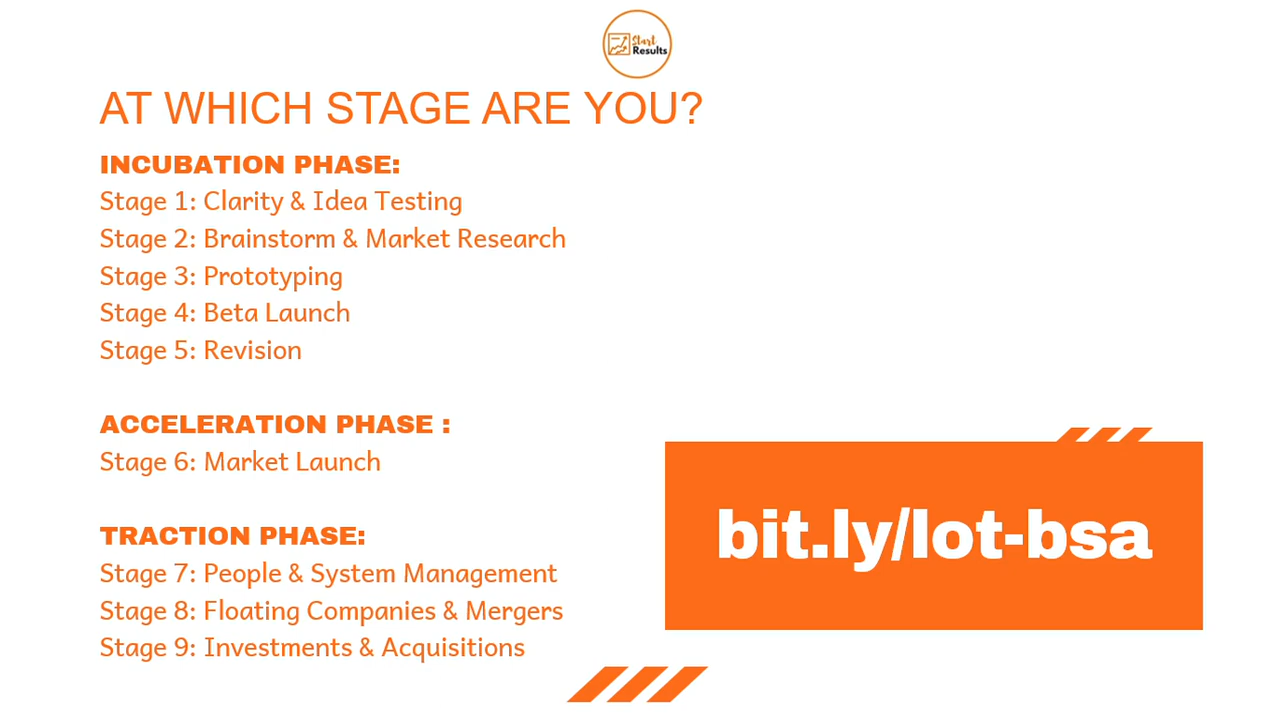 Start
Results
AT WHICH STAGE ARE YOU?
INCUBATION PHASE:
Stage 1: Clarity & Idea Testing
Stage 2: Brainstorm & Market Research
Stage 3: Prototyping
Stage 4: Beta Launch
Stage 5: Revision
ACCELERATION PHASE :
Stage 6: Market Launch
TRACTION PHASE:
Stage 7: People & System Management
Stage 8: Floating Companies & Mergers
Stage 9: Investments & Acquisitions
bit.ly/lot-bsa